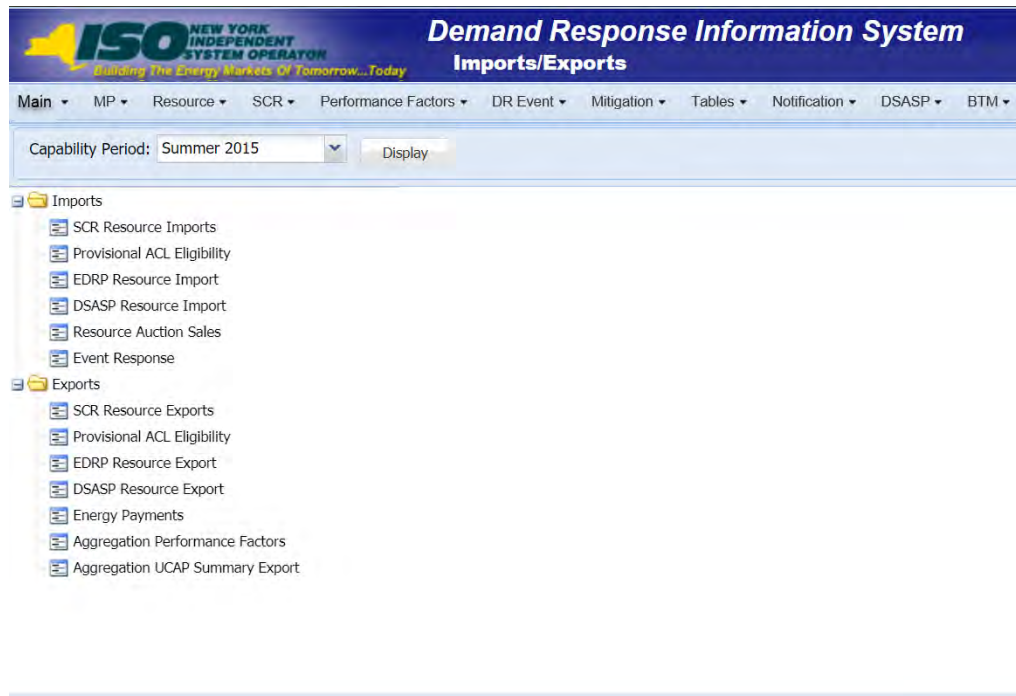 ISO NEW YORK
INDEPENDENT
SYSTEM OPERATOR
Building The Energy Markets Of Tomorrow...Today
Demand Response Information System
Imports/Exports
Main MP Resource SCR Performance Factors DR Event Mitigation Tables Notification DSASP BTM
Capability Period: Summer 2015 Display
Imports
SCR Resource Imports
Provisional ACL Eligibility
EDRP Resource Import
DSASP Resource Import
Resource Auction Sales
Event Response
Exports
SCR Resource Exports
Provisional ACL Eligibility
EDRP Resource Export
DSASP Resource Export
Energy Payments
Aggregation Performance Factors
Aggregation UCAP Summary Export